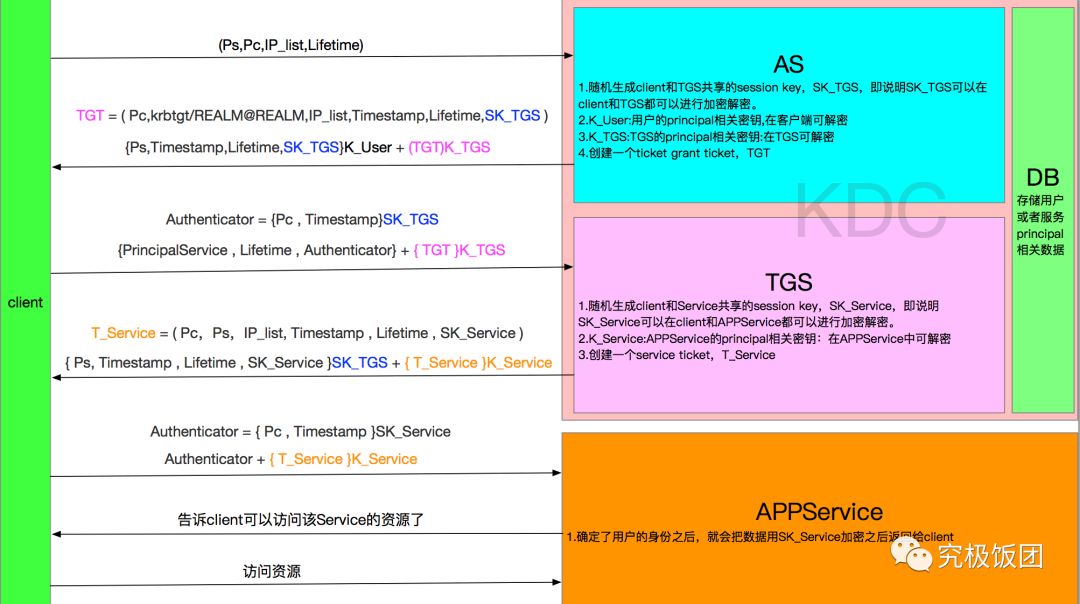 client
(Ps,Pc,IP_list,Lifetime)
TGT = ( Pc,krbtgt/REALM@REALM,IP_list,Timestamp,Lifetime,SK_TGS )
{Ps,Timestamp,Lifetime,SK_TGS}K_User + (TGT)K_TGS
Authenticator = {Pc , Timestamp}SK_TGS
{PrincipalService , Lifetime , Authenticator} + { TGT }K_TGS
T_Service = ( Pc, Ps, IP_list, Timestamp , Lifetime , SK_Service )
{ Ps, Timestamp , Lifetime , SK_Service }SK_TGS + { T_Service }K_Service
Authenticator = { Pc , Timestamp }SK_Service
Authenticator + { T_Service }K_Service
告诉client可以访问该Service的资源了
访问资源
AS
1.随机生成client和TGS共享的session key，SK_TGS，即说明SK_TGS可以在
client和TGS都可以进行加密解密。
2.K_User:用户的principal相关密钥,在客户端可解密
3.K_TGS:TGS的principal相关密钥:在TGS可解密
4.创建一个ticket grant ticket，TGT
KDC
TGS
1.随机生成client和Service共享的session key，SK_Service，即说明
SK_Service可以在client和APPService都可以进行加密解密。
2.K_Service:APPService的principal相关密钥：在APPService中可解密
3.创建一个service ticket，T_Service
DB
存储用户
或者服务
principal
相关数据
APPService
1.确定了用户的身份之后，就会把数据用SK_Service加密之后返回给client
究极饭团